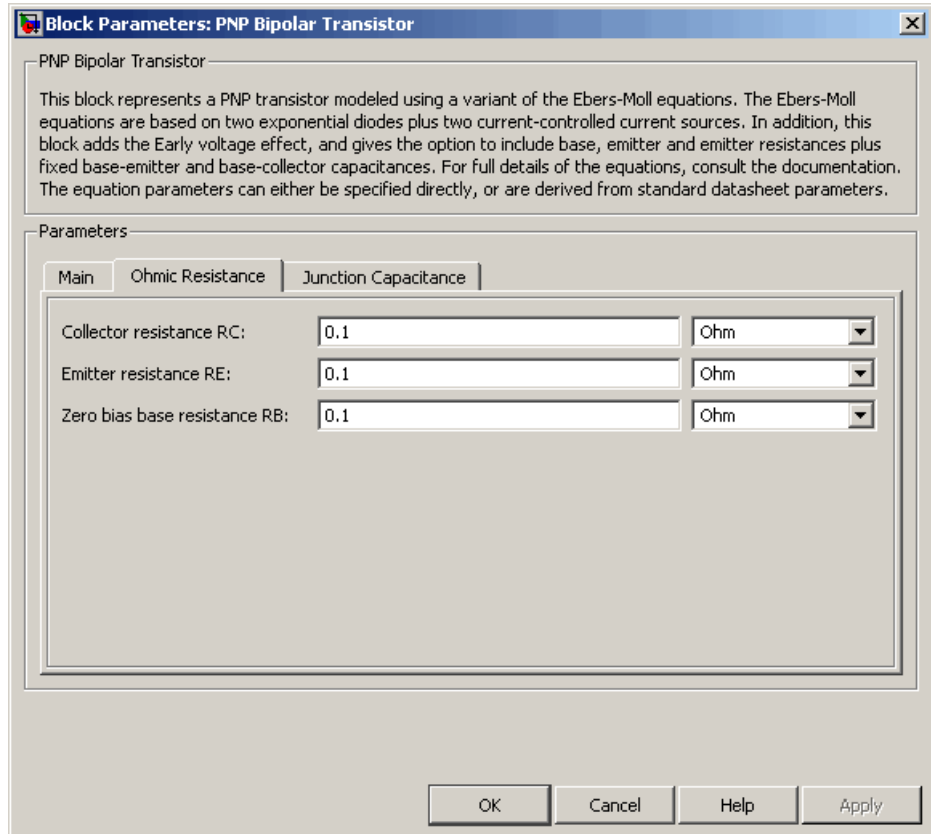 Block Parameters: PNP Bipolar Transistor
PNP Bipolar Transistor
This block represents a PNP transistor modeled using a variant of the Ebers-Moll equations. The Ebers-Moll
equations are based on two exponential diodes plus two current-controlled current sources. In addition, this
block adds the Early voltage effect, and gives the option to include base, emitter and emitter resistances plus
fixed base-emitter and base-collector capacitances. For full details of the equations, consult the documentation.
The equation parameters can either be specified directly, or are derived from standard datasheet parameters.
Parameters
Main Ohmic Resistance Junction Capacitance
Collector resistance RC: 0.1 Ohm
Emitter resistance RE: 0.1 Ohm
Zero bias base resistance RB: 0.1 Ohm
OK Cancel Help Apply